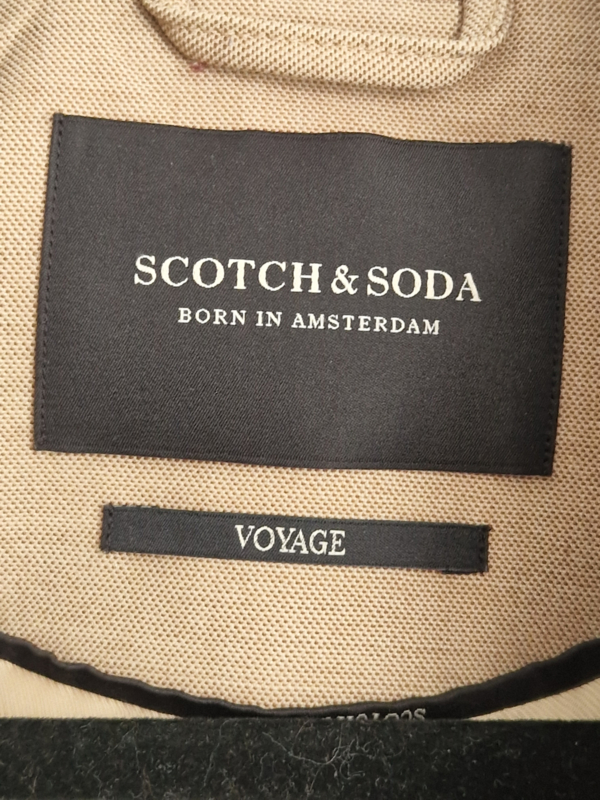 SCOTCH & SODA
BORN IN AMSTERDAM
VOYAGE